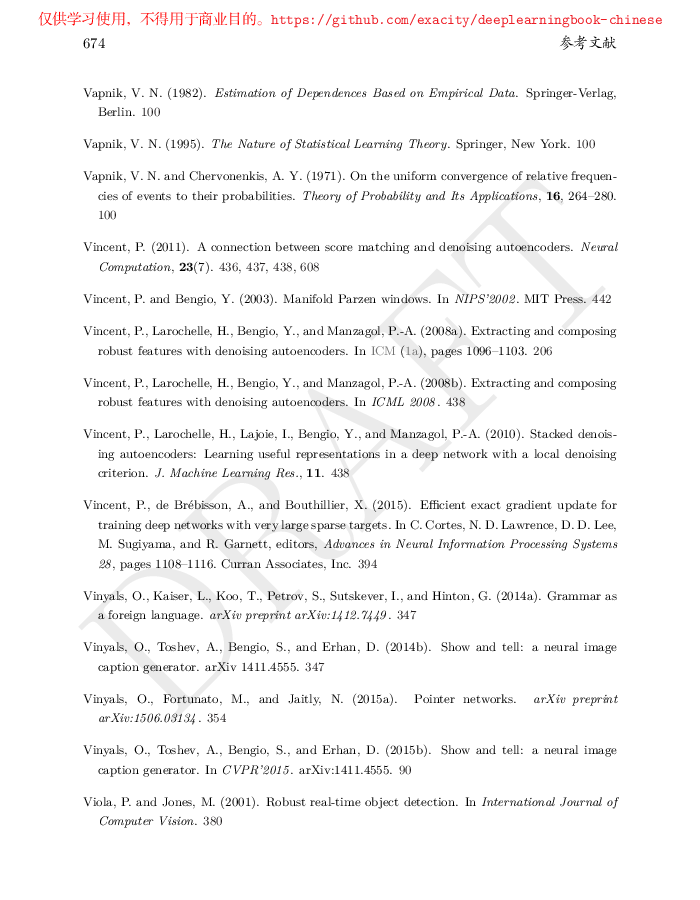 仅供学习使用，不得用于商业目的。https://github.com/exacity/deeplearningbook-chinese
674 参考文献
Vapnik, V. N. (1982). Estimation of Dependences Based on Empirical Data. Springer-Verlag,
Berlin. 100
Vapnik, V. N. (1995). The Nature of Statistical Learning Theory. Springer, New York. 100
Vapnik, V. N. and Chervonenkis, A. Y. (1971). On the uniform convergence of relative frequen-
cies of events to their probabilities. Theory of Probability and Its Applications, 16, 264–280.
100
Vincent, P. (2011). A connection between score matching and denoising autoencoders. Neural
Computation, 23(7). 436, 437, 438, 608
Vincent, P. and Bengio, Y. (2003). Manifold Parzen windows. In NIPS'2002. MIT Press. 442
Vincent, P., Larochelle, H., Bengio, Y., and Manzagol, P.-A. (2008a). Extracting and composing
robust features with denoising autoencoders. In ICM (1a), pages 1096–1103. 206
Vincent, P., Larochelle, H., Bengio, Y., and Manzagol, P.-A. (2008b). Extracting and composing
robust features with denoising autoencoders. In ICML 2008. 438
Vincent, P., Larochelle, H., Lajoie, I., Bengio, Y., and Manzagol, P.-A. (2010). Stacked denois-
ing autoencoders: Learning useful representations in a deep network with a local denoising
criterion. J. Machine Learning Res., 11. 438
Vincent, P., de Brébisson, A., and Bouthillier, X. (2015). Efficient exact gradient update for
training deep networks with very large sparse targets. In C. Cortes, N. D. Lawrence, D. D. Lee,
M. Sugiyama, and R. Garnett, editors, Advances in Neural Information Processing Systems
28, pages 1108–1116. Curran Associates, Inc. 394
Vinyals, O., Kaiser, L., Koo, T., Petrov, S., Sutskever, I., and Hinton, G. (2014a). Grammar as
a foreign language. arXiv preprint arXiv:1412.7449. 347
Vinyals, O., Toshev, A., Bengio, S., and Erhan, D. (2014b). Show and tell: a neural image
caption generator. arXiv 1411.4555. 347
Vinyals, O., Fortunato, M., and Jaitly, N. (2015a). Pointer networks. arXiv preprint
arXiv:1506.03134. 354
Vinyals, O., Toshev, A., Bengio, S., and Erhan, D. (2015b). Show and tell: a neural image
caption generator. In CVPR'2015. arXiv:1411.4555. 90
Viola, P. and Jones, M. (2001). Robust real-time object detection. In International Journal of
Computer Vision. 380
DRAFT